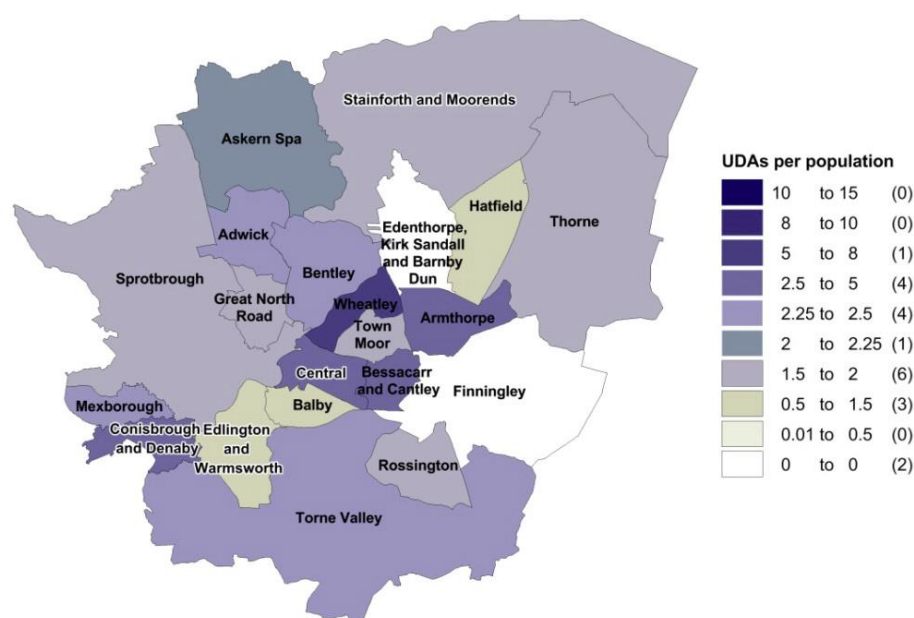 Stainforth and Moorends
Askern Spa
Hatfield
Thorne
Edenthorpe,
Kirk Sandall
and Barnby
Dun
Adwick
Bentley
Sprotbrough
Great North
Road
Wheatley
Town
Moor
Armthorpe
Central
Bessacarr
and Cantley
Finningley
Mexborough
Balby
Conisbrough
and Denaby
Edlington
and
Warmsworth
Rossington
Torne Valley
UDAs per population
10 to 15 (0)
8 to 10 (0)
5 to 8 (1)
2.5 to 5 (4)
2.25 to 2.5 (4)
2 to 2.25 (1)
1.5 to 2 (6)
0.5 to 1.5 (3)
0.01 to 0.5 (0)
0 to 0 (2)